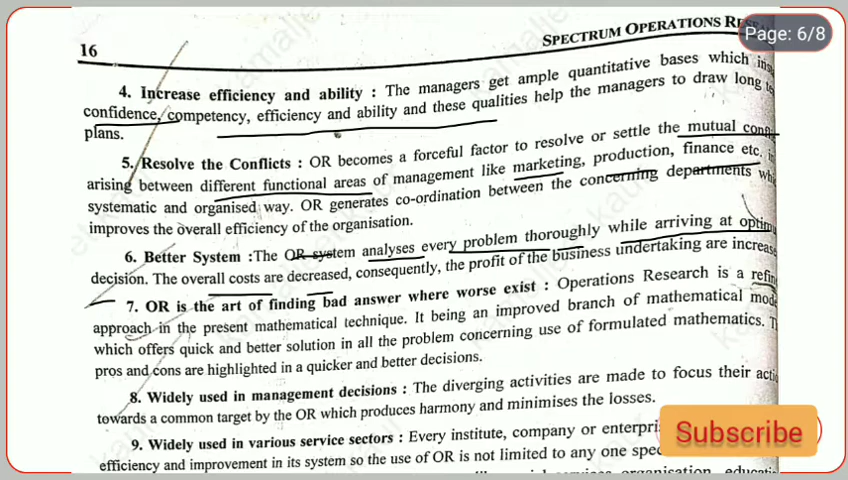 16
SPECTRUM OPERATIONS
Page: 6/8
4. Increase efficiency and ability : The managers get ample quantitative bases which
confidence, competency, efficiency and ability and these qualities help the managers to draw long
plans.
5. Resolve the Conflicts : OR becomes a forceful factor to resolve or settle the mutual
arising between different functional areas of management like marketing, production, finance etc.
systematic and organised way. OR generates co-ordination between the concerning departments
improves the overall efficiency of the organisation.
6. Better System :The OR system analyses every problem thoroughly while arriving at
decision. The overall costs are decreased, consequently, the profit of the business undertaking are
7. OR is the art of finding bad answer where worse exist : Operations Research is a
approach in the present mathematical technique. It being an improved branch of mathematical
which offers quick and better solution in all the problem concerning use of formulated mathematics.
pros and cons are highlighted in a quicker and better decisions.
8. Widely used in management decisions : The diverging activities are made to focus their
towards a common target by the OR which produces harmony and minimises the losses.
9. Widely used in various service sectors : Every institute, company or
efficiency and improvement in its system so the use of OR is not limited to any one
Subscribe